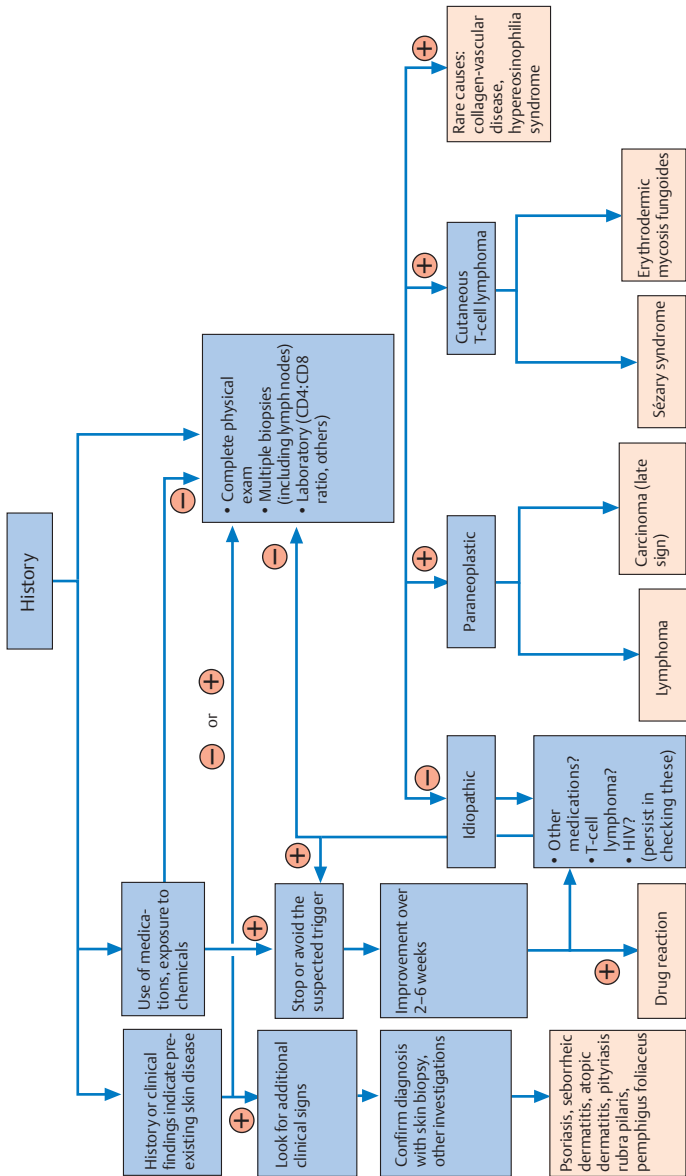 History
History or clinical
findings indicate pre-
existing skin disease
Use of medica-
tions, exposure to
chemicals
• Complete physical
exam
• Multiple biopsies
(including lymph nodes)
• Laboratory (CD4:CD8
ratio, others)
−
− or +
+
+
Look for additional
clinical signs
Stop or avoid the
suspected trigger
+
−
Confirm diagnosis
with skin biopsy,
other investigations
Improvement over
2–6 weeks
−
+
+
+
Idiopathic
Paraneoplastic
Cutaneous
T-cell lymphoma
Rare causes:
collagen-vascular
disease,
hypereosinophilia
syndrome
• Other
medications?
• T-cell
lymphoma?
• HIV?
(persist in
checking these)
+
Psoriasis, seborrheic
dermatitis, atopic
dermatitis, pityriasis
rubra pilaris,
pemphigus foliaceus
Drug reaction
Lymphoma
Carcinoma (late
sign)
Sézary syndrome
Erythrodermic
mycosis fungoides